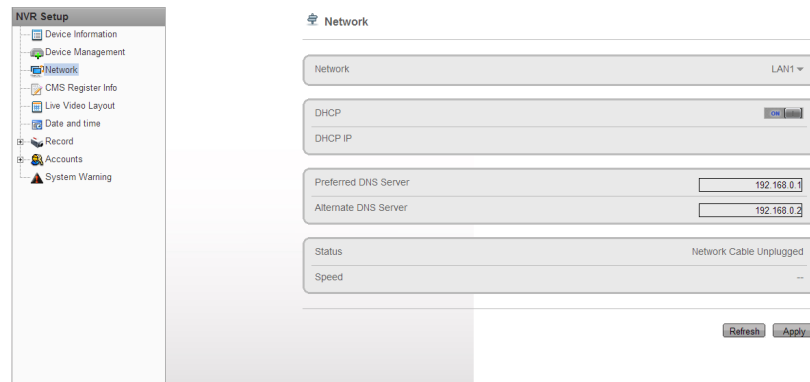 NVR Setup
Device Information
Device Management
Network
CMS Register Info
Live Video Layout
Date and time
Record
Accounts
System Warning
Network
Network LAN1
DHCP ON
DHCP IP
Preferred DNS Server 192.168.0.1
Alternate DNS Server 192.168.0.2
Status Network Cable Unplugged
Speed --
Refresh Apply